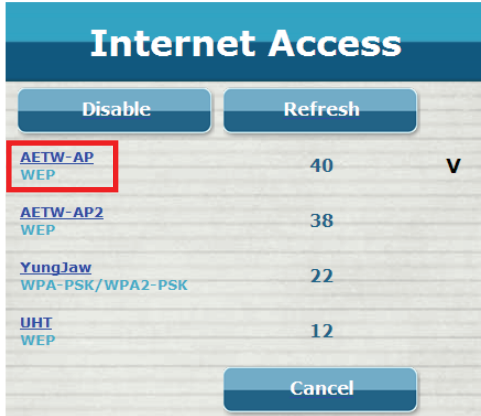 Internet Access
Disable Refresh
AETW-AP
WEP
40 V
AETW-AP2
WEP
38
YungJaw
WPA-PSK/WPA2-PSK
22
UHT
WEP
12
Cancel